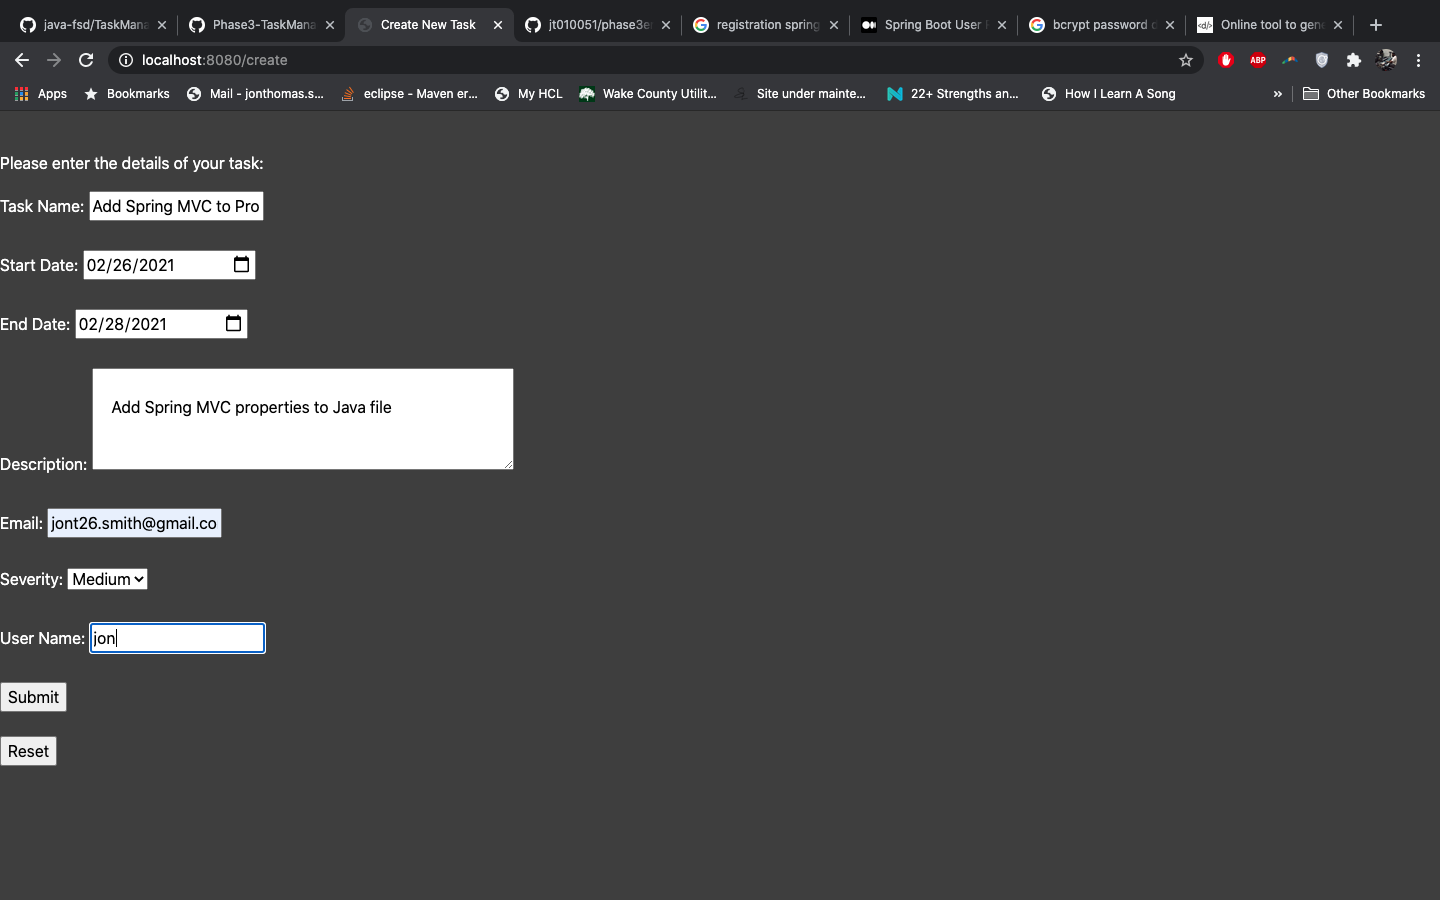 java-fsd/TaskMana
Phase3-TaskMana
Create New Task
jt010051/phase3e
registration spring
Spring Boot User
bcrypt password d
Online tool to gen
localhost:8080/create
ABP
Apps
Bookmarks
Mail - jonthomas.s...
eclipse - Maven er...
My HCL
Wake County Utilit...
Site under mainte...
22+ Strengths an...
How I Learn A Song
»
Other Bookmarks
Please enter the details of your task:
Task Name: Add Spring MVC to Pro
Start Date: 02/26/2021
End Date: 02/28/2021
Add Spring MVC properties to Java file
Description:
Email: jont26.smith@gmail.co
Severity: Medium
User Name: jon
Submit
Reset